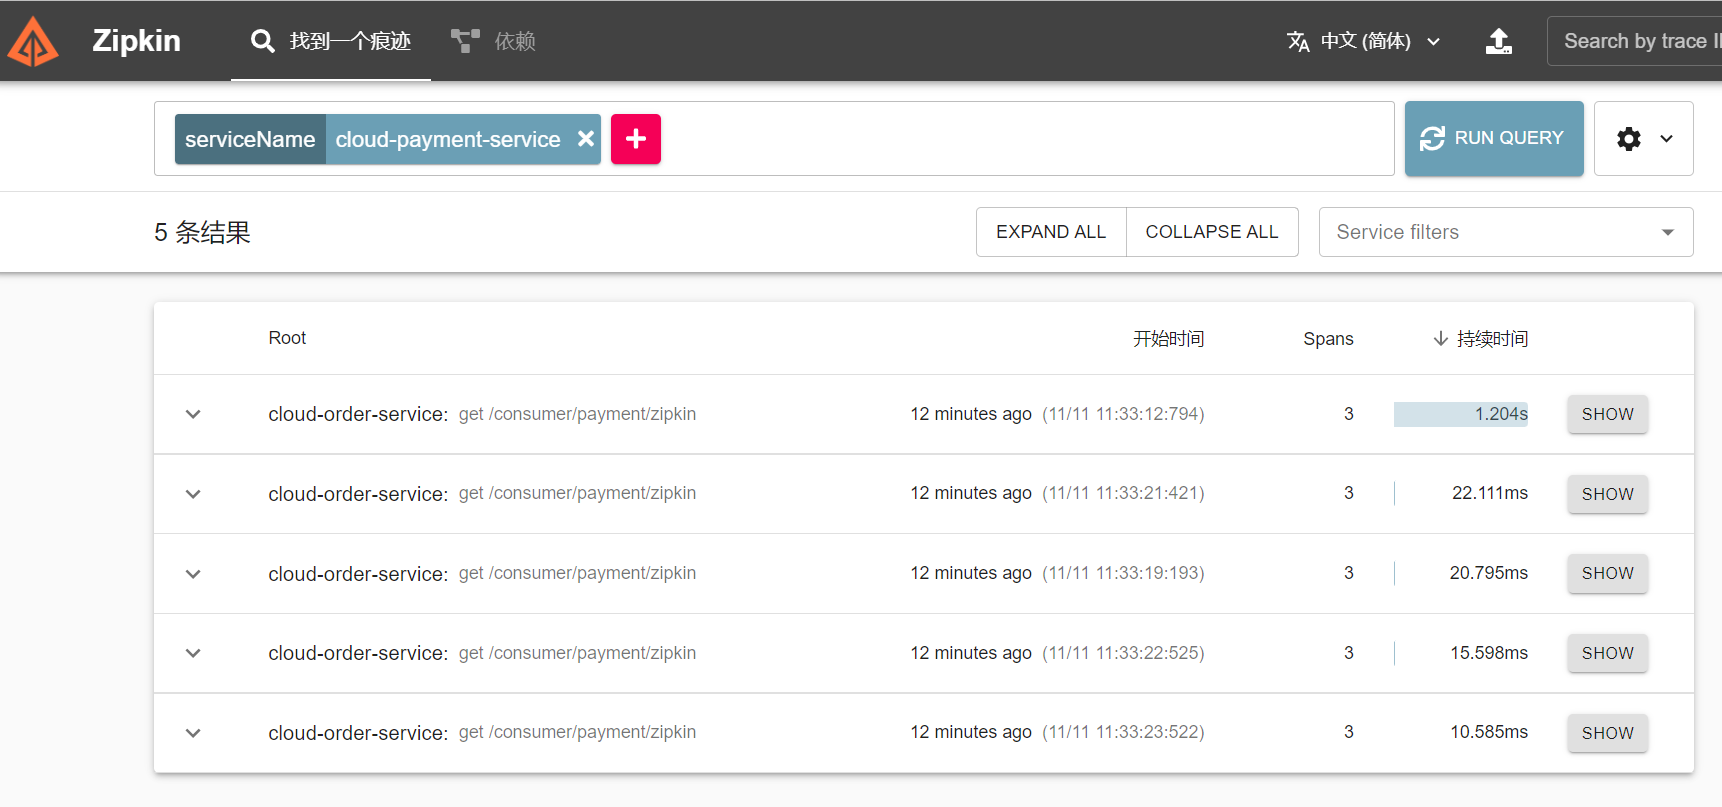 Zipkin 找到一个痕迹 依赖 中文 (简体) Search by trace I
serviceName cloud-payment-service RUN QUERY
5 条结果 EXPAND ALL COLLAPSE ALL Service filters
Root 开始时间 Spans 持续时间
cloud-order-service: get /consumer/payment/zipkin 12 minutes ago (11/11 11:33:12:794) 3 1.204s SHOW
cloud-order-service: get /consumer/payment/zipkin 12 minutes ago (11/11 11:33:21:421) 3 22.111ms SHOW
cloud-order-service: get /consumer/payment/zipkin 12 minutes ago (11/11 11:33:19:193) 3 20.795ms SHOW
cloud-order-service: get /consumer/payment/zipkin 12 minutes ago (11/11 11:33:22:525) 3 15.598ms SHOW
cloud-order-service: get /consumer/payment/zipkin 12 minutes ago (11/11 11:33:23:522) 3 10.585ms SHOW